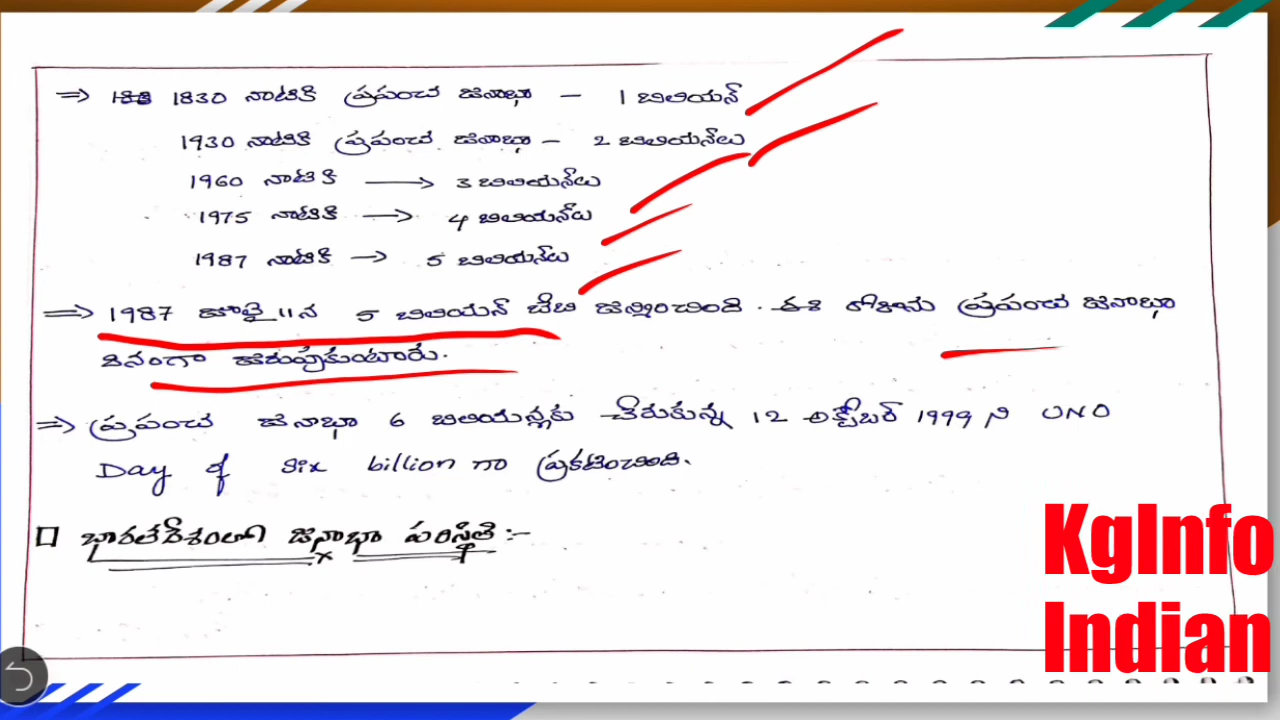 ⇒ 1830 నాటికి ప్రపంచ జనాభా - 1 బిలియన్
1930 నాటికి ప్రపంచ జనాభా - 2 బిలియన్‌లు
1960 నాటికి → 3 బిలియన్‌లు
1975 నాటికి → 4 బిలియన్‌లు
1987 నాటికి → 5 బిలియన్‌లు
⇒ 1987 జూలై 11న 5 బిలియన్ బేబి జన్మించింది. ఈ రోజును ప్రపంచ జనాభా
దినంగా జరుపుకుంటారు.
⇒ ప్రపంచ జనాభా 6 బిలియన్లకు చేరుకున్న 12 అక్టోబర్ 1999 ని UNO
Day of Six billion గా ప్రకటించింది.
□ భారతదేశంలో జనాభా పరిస్థితి :-
KgInfo
Indian